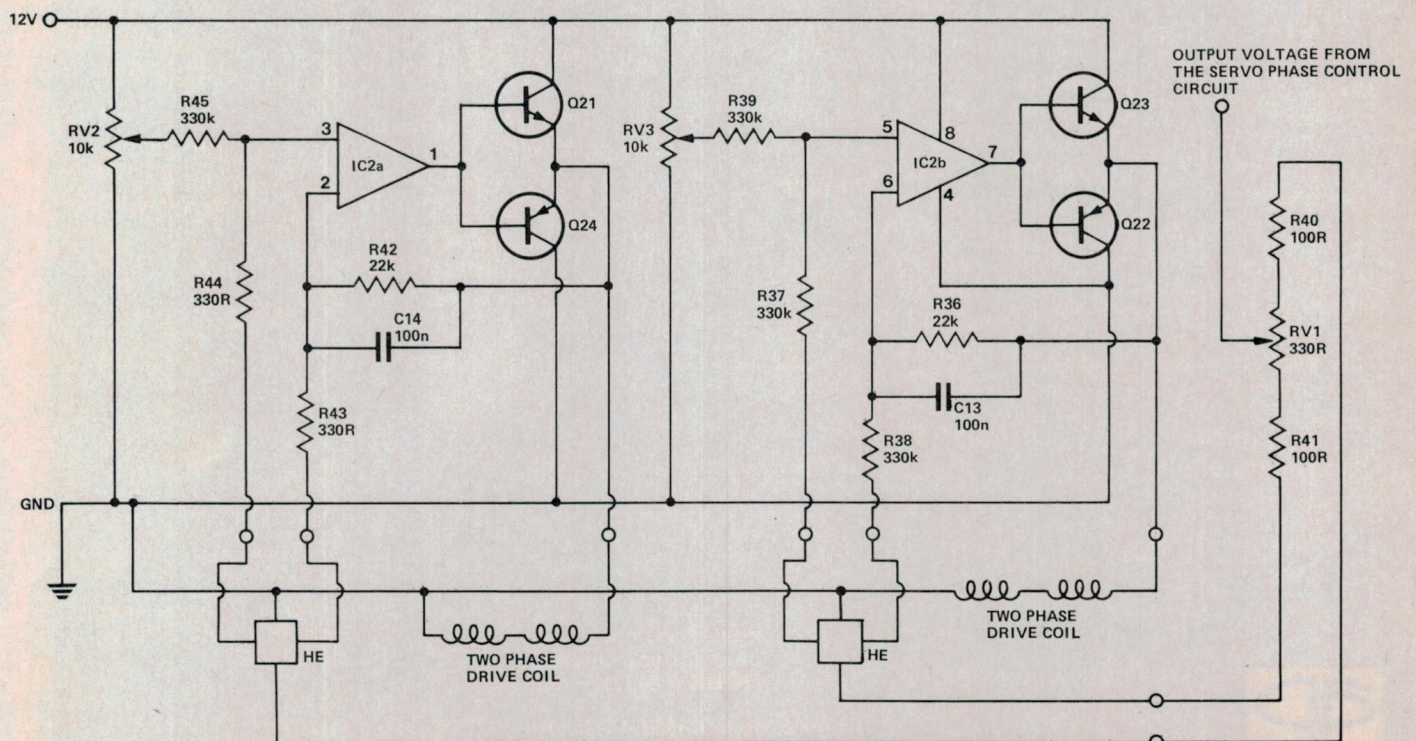 12V
RV2
10k
R45
330k
3
2
IC2a
1
Q21
Q24
R44
330R
R42
22k
C14
100n
R43
330R
RV3
10k
R39
330k
5
6
IC2b
8
4
7
Q23
Q22
R37
330k
R36
22k
C13
100n
R38
330k
OUTPUT VOLTAGE FROM
THE SERVO PHASE CONTROL
CIRCUIT
R40
100R
RV1
330R
R41
100R
GND
HE
TWO PHASE
DRIVE COIL
HE
TWO PHASE
DRIVE COIL